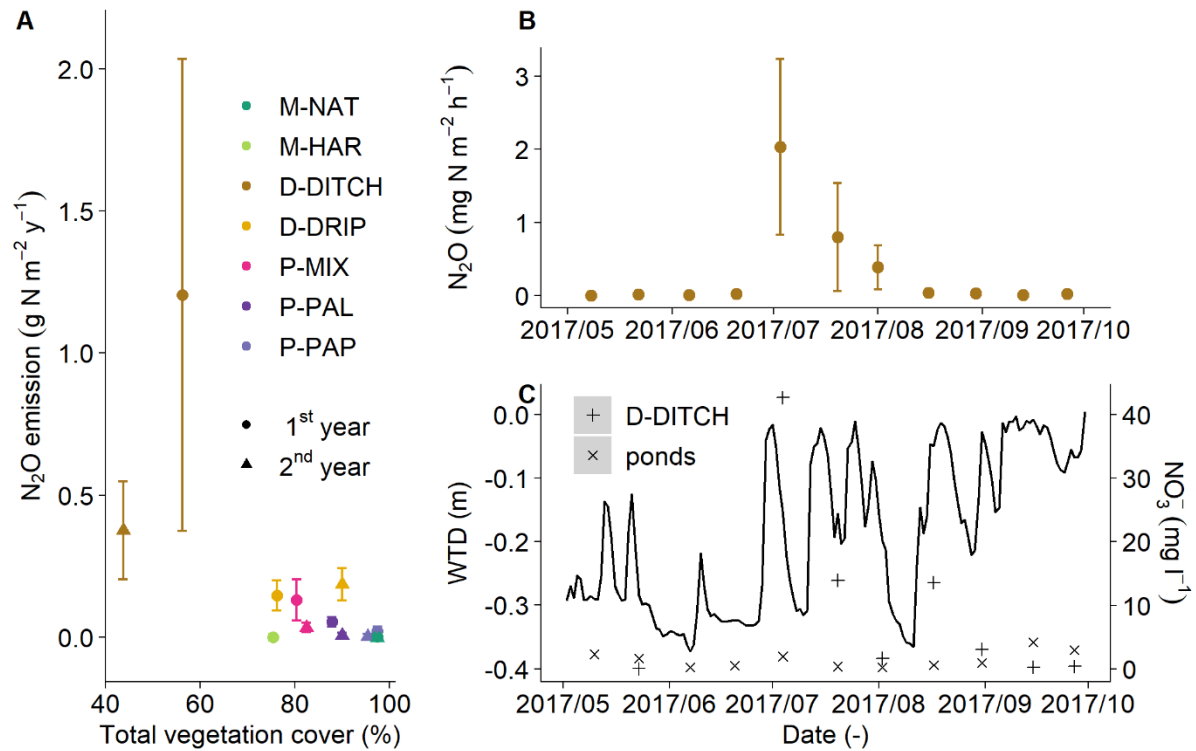 A
N₂O emission (g N m⁻² y⁻¹)
2.0
1.5
1.0
0.5
0.0
40
60
80
100
Total vegetation cover (%)
M-NAT
M-HAR
D-DITCH
D-DRIP
P-MIX
P-PAL
P-PAP
1ˢᵗ year
2ⁿᵈ year
B
N₂O (mg N m⁻² h⁻¹)
3
2
1
0
2017/05
2017/06
2017/07
2017/08
2017/09
2017/10
C
D-DITCH
ponds
WTD (m)
0.0
-0.1
-0.2
-0.3
-0.4
40
30
20
10
0
NO₃⁻ (mg l⁻¹)
2017/05
2017/06
2017/07
2017/08
2017/09
2017/10
Date (-)